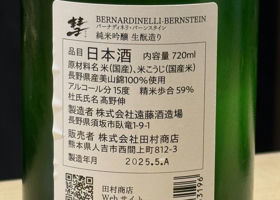 彗
BERNARDINELLI-BERNSTEIN
バーナディネリ・バーンスタイン
純米吟醸 生酛造り
品目 日本酒 内容量 720ml
原材料名/米(国産)、米こうじ(国産米)
長野県産美山錦100%使用
アルコール分 15度 精米歩合 59%
杜氏氏名 高野伸
製造者 株式会社遠藤酒造場
長野県須坂市臥竜1-9-1
販売者 株式会社田村商店
熊本県人吉市西間上町812-3
製造年月 2025.5.A
田村商店
Webサイト
3196